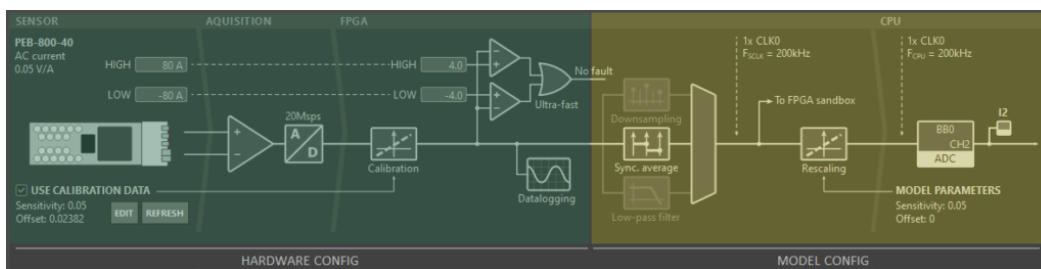 SENSOR
AQUISITION
FPGA
CPU
PEB-800-40
AC current
0.05 V/A
HIGH
80 A
HIGH
4.0
LOW
-80 A
LOW
-4.0
No fault
Ultra-fast
1x CLK0
FSCLK = 200kHz
1x CLK0
FCPU = 200kHz
20Msps
A
D
Calibration
Datalogging
Downsampling
Sync. average
Low-pass filter
To FPGA sandbox
Rescaling
I2
BB0
CH2
ADC
USE CALIBRATION DATA
Sensitivity: 0.05
Offset: 0.02382
EDIT
REFRESH
MODEL PARAMETERS
Sensitivity: 0.05
Offset: 0
HARDWARE CONFIG
MODEL CONFIG